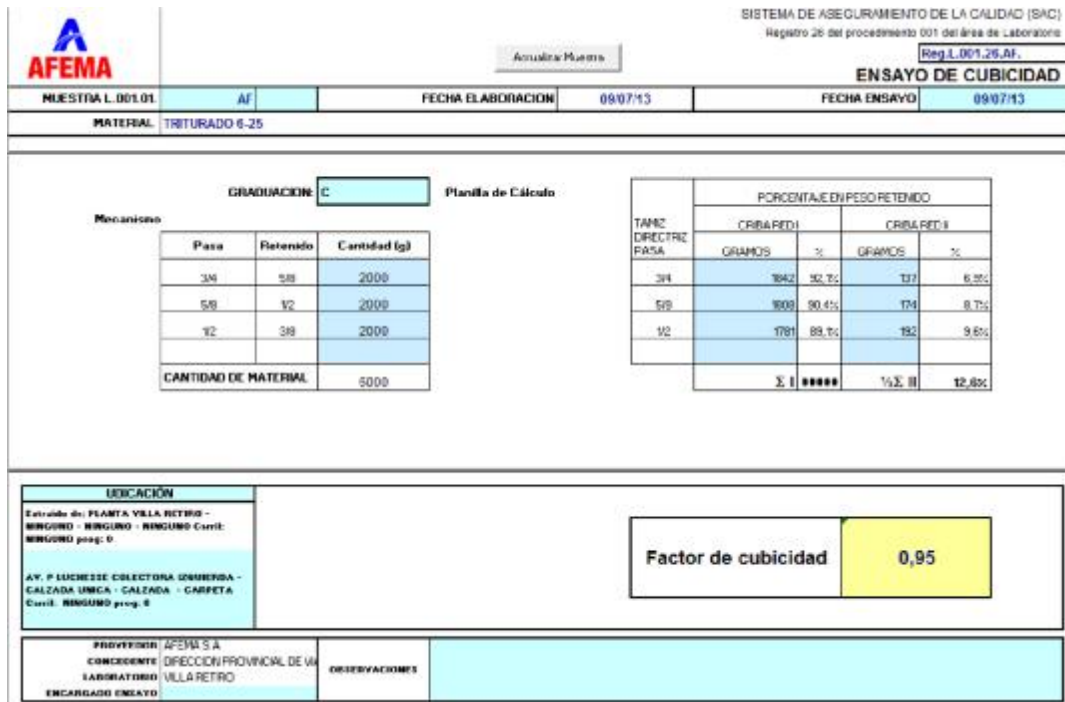 AFEMA
SISTEMA DE ASEGURAMIENTO DE LA CALIDAD (SAC)
Registro 26 del procedimiento 001 del área de Laboratorio
Actualizar Muestra
Reg.L.001.26.AF.
ENSAYO DE CUBICIDAD
MUESTRA L.001.01. AF FECHA ELABORACION 09/07/13 FECHA ENSAYO 09/07/13
MATERIAL TRITURADO 6-25
GRADUACION: C Planilla de Cálculo
Mecanismo
Pasa Retenido Cantidad (g)
3/4 5/8 2000
5/8 1/2 2000
1/2 3/8 2000
CANTIDAD DE MATERIAL 6000
PORCENTAJE EN PESO RETENIDO
TAMIZ DIRECTRIZ PASA
CRIBA RED I CRIBA RED II
GRAMOS % GRAMOS %
3/4 1842 92,1% 137 6,9%
5/8 1808 90,4% 174 8,7%
1/2 1781 89,1% 192 9,6%
Σ I ##### ½Σ II 12,6%
UBICACIÓN
Extraido de: PLANTA VILLA RETIRO -
NINGUNO - NINGUNO - NINGUNO Carril:
NINGUNO prog: 0
AV. P LUCHESSE COLECTORA IZQUIERDA -
CALZADA UNICA - CALZADA - CARPETA
Carril: NINGUNO prog. 0
Factor de cubicidad 0,95
PROVEEDOR AFEMA S.A
CONCEDENTE DIRECCION PROVINCIAL DE VIA
LABORATORIO VILLA RETIRO
ENCARGADO ENSAYO
OBSERVACIONES